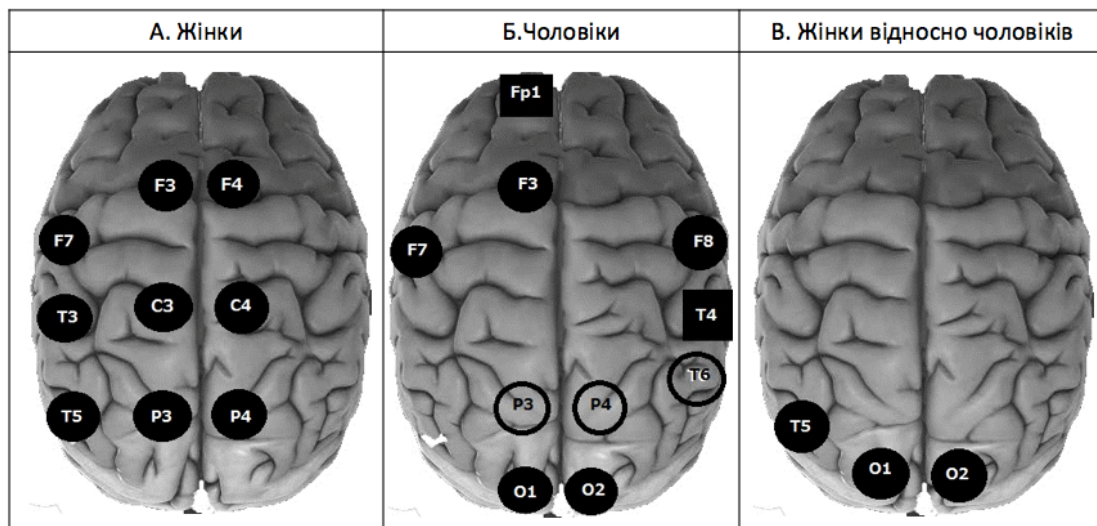 А. Жінки
Б.Чоловіки
В. Жінки відносно чоловіків
F3 F4
F7
T3 C3 C4
T5 P3 P4
Fp1
F3
F7 F8
T4
T6
P3 P4
O1 O2
T5
O1 O2